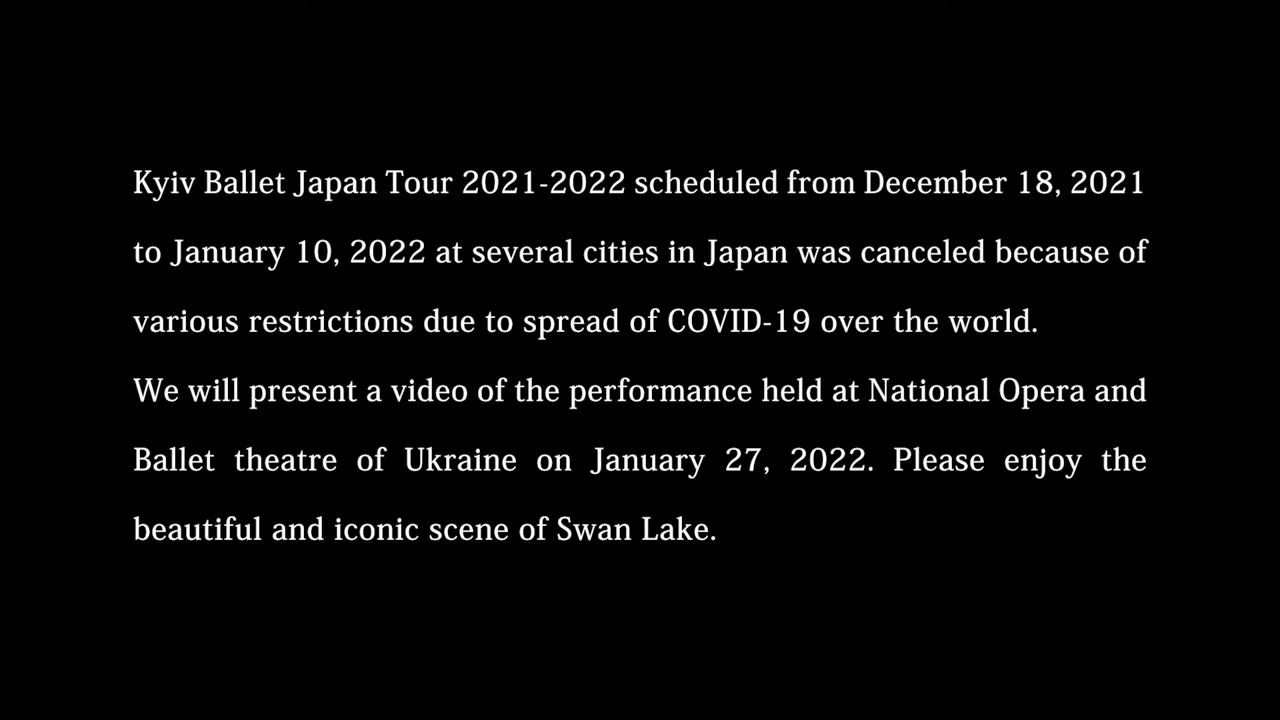 Kyiv Ballet Japan Tour 2021-2022 scheduled from December 18, 2021
to January 10, 2022 at several cities in Japan was canceled because of
various restrictions due to spread of COVID-19 over the world.
We will present a video of the performance held at National Opera and
Ballet theatre of Ukraine on January 27, 2022. Please enjoy the
beautiful and iconic scene of Swan Lake.